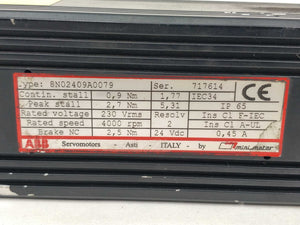 Type: 8N02409A0079 Ser. 717614
Contin. stall 0,9 Nm 1,77 IEC34 CE
Peak stall 2,7 Nm 5,31 IP 65
Rated voltage 230 Vrms Resolv Ins Cl F-IEC
Rated speed 4000 rpm 2 Ins Cl A-UL
Brake NC 2,5 Nm 24 Vdc 0,45 A
ABB Servomotors - Asti - ITALY - by minimotor